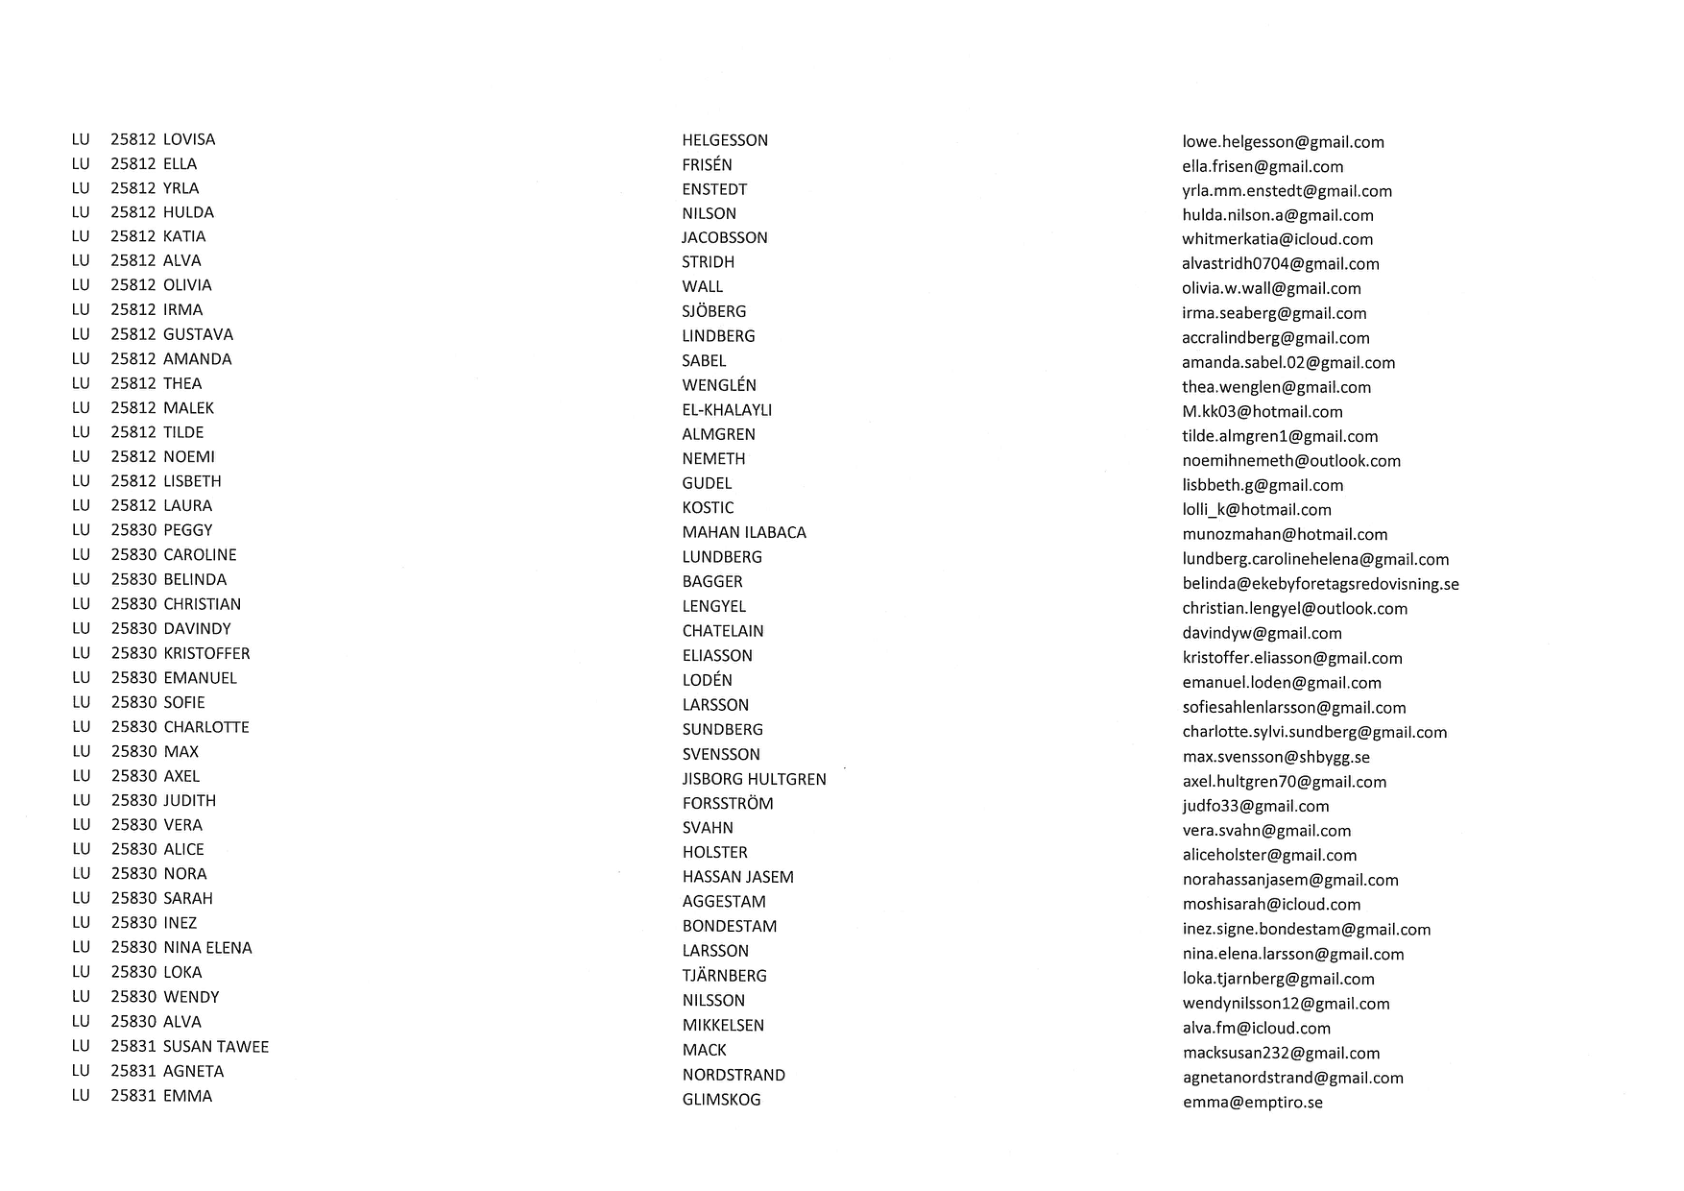 LU 25812 LOVISA HELGESSON lowe.helgesson@gmail.com
LU 25812 ELLA FRISÉN ella.frisen@gmail.com
LU 25812 YRLA ENSTEDT yrla.mm.enstedt@gmail.com
LU 25812 HULDA NILSON hulda.nilson.a@gmail.com
LU 25812 KATIA JACOBSSON whitmerkatia@icloud.com
LU 25812 ALVA STRIDH alvastridh0704@gmail.com
LU 25812 OLIVIA WALL olivia.w.wall@gmail.com
LU 25812 IRMA SJÖBERG irma.seaberg@gmail.com
LU 25812 GUSTAVA LINDBERG accralindberg@gmail.com
LU 25812 AMANDA SABEL amanda.sabel.02@gmail.com
LU 25812 THEA WENGLÉN thea.wenglen@gmail.com
LU 25812 MALEK EL-KHALAYLI M.kk03@hotmail.com
LU 25812 TILDE ALMGREN tilde.almgren1@gmail.com
LU 25812 NOEMI NEMETH noemihnemeth@outlook.com
LU 25812 LISBETH GUDEL lisbbeth.g@gmail.com
LU 25812 LAURA KOSTIC lolli_k@hotmail.com
LU 25830 PEGGY MAHAN ILABACA munozmahan@hotmail.com
LU 25830 CAROLINE LUNDBERG lundberg.carolinehelena@gmail.com
LU 25830 BELINDA BAGGER belinda@ekebyforetagsredovisning.se
LU 25830 CHRISTIAN LENGYEL christian.lengyel@outlook.com
LU 25830 DAVINDY CHATELAIN davindyw@gmail.com
LU 25830 KRISTOFFER ELIASSON kristoffer.eliasson@gmail.com
LU 25830 EMANUEL LODÉN emanuel.loden@gmail.com
LU 25830 SOFIE LARSSON sofiesahlenlarsson@gmail.com
LU 25830 CHARLOTTE SUNDBERG charlotte.sylvi.sundberg@gmail.com
LU 25830 MAX SVENSSON max.svensson@shbygg.se
LU 25830 AXEL JISBORG HULTGREN axel.hultgren70@gmail.com
LU 25830 JUDITH FORSSTRÖM judfo33@gmail.com
LU 25830 VERA SVAHN vera.svahn@gmail.com
LU 25830 ALICE HOLSTER aliceholster@gmail.com
LU 25830 NORA HASSAN JASEM norahassanjasem@gmail.com
LU 25830 SARAH AGGESTAM moshisarah@icloud.com
LU 25830 INEZ BONDESTAM inez.signe.bondestam@gmail.com
LU 25830 NINA ELENA LARSSON nina.elena.larsson@gmail.com
LU 25830 LOKA TJÄRNBERG loka.tjarnberg@gmail.com
LU 25830 WENDY NILSSON wendynilsson12@gmail.com
LU 25830 ALVA MIKKELSEN alva.fm@icloud.com
LU 25831 SUSAN TAWEE MACK macksusan232@gmail.com
LU 25831 AGNETA NORDSTRAND agnetanordstrand@gmail.com
LU 25831 EMMA GLIMSKOG emma@emptiro.se